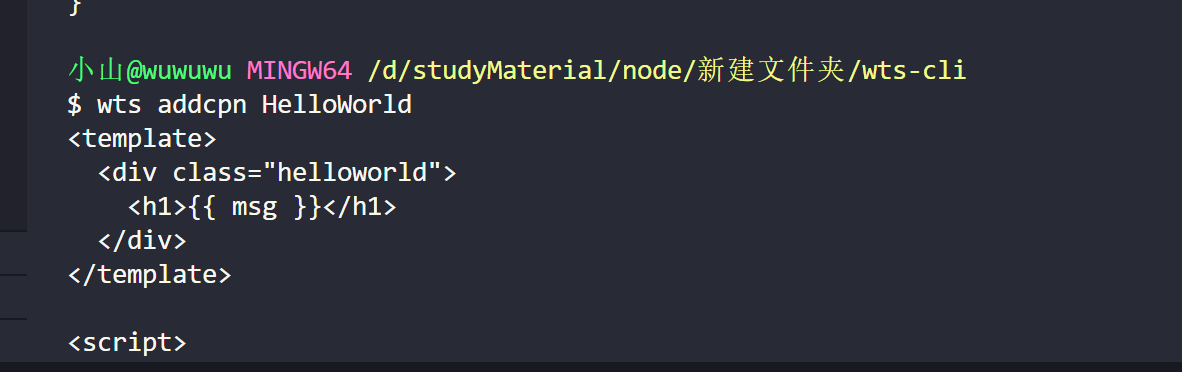 }
小山@wuwuwu MINGW64 /d/studyMaterial/node/新建文件夹/wts-cli
$ wts addcpn HelloWorld
<template>
  <div class="helloworld">
    <h1>{{ msg }}</h1>
  </div>
</template>
<script>